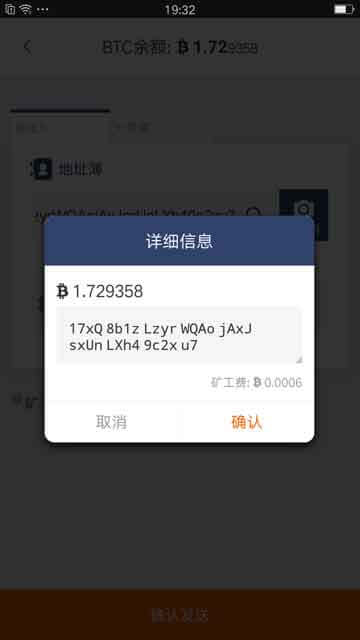 19:32
BTC余额: ₿ 1.729358
地址薄
详细信息
₿ 1.729358
17xQ 8b1z Lzyr WQAo jAxJ
sxUn LXh4 9c2x u7
矿工费: ₿ 0.0006
取消
确认
矿
确认发送